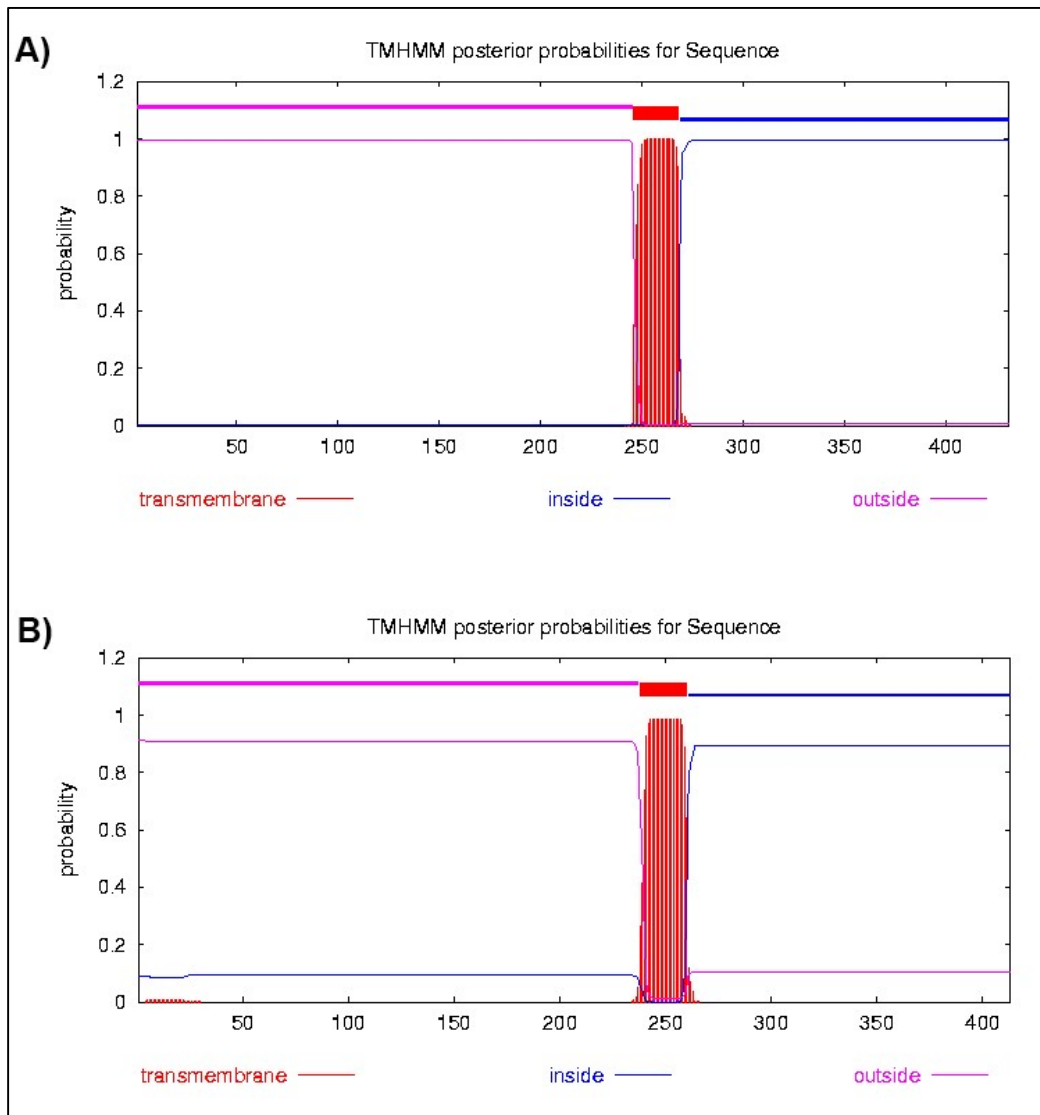 A)
TMHMM posterior probabilities for Sequence
1.2
1
0.8
0.6
0.4
0.2
0
probability
50 100 150 200 250 300 350 400
transmembrane inside outside
B)
TMHMM posterior probabilities for Sequence
1.2
1
0.8
0.6
0.4
0.2
0
probability
50 100 150 200 250 300 350 400
transmembrane inside outside